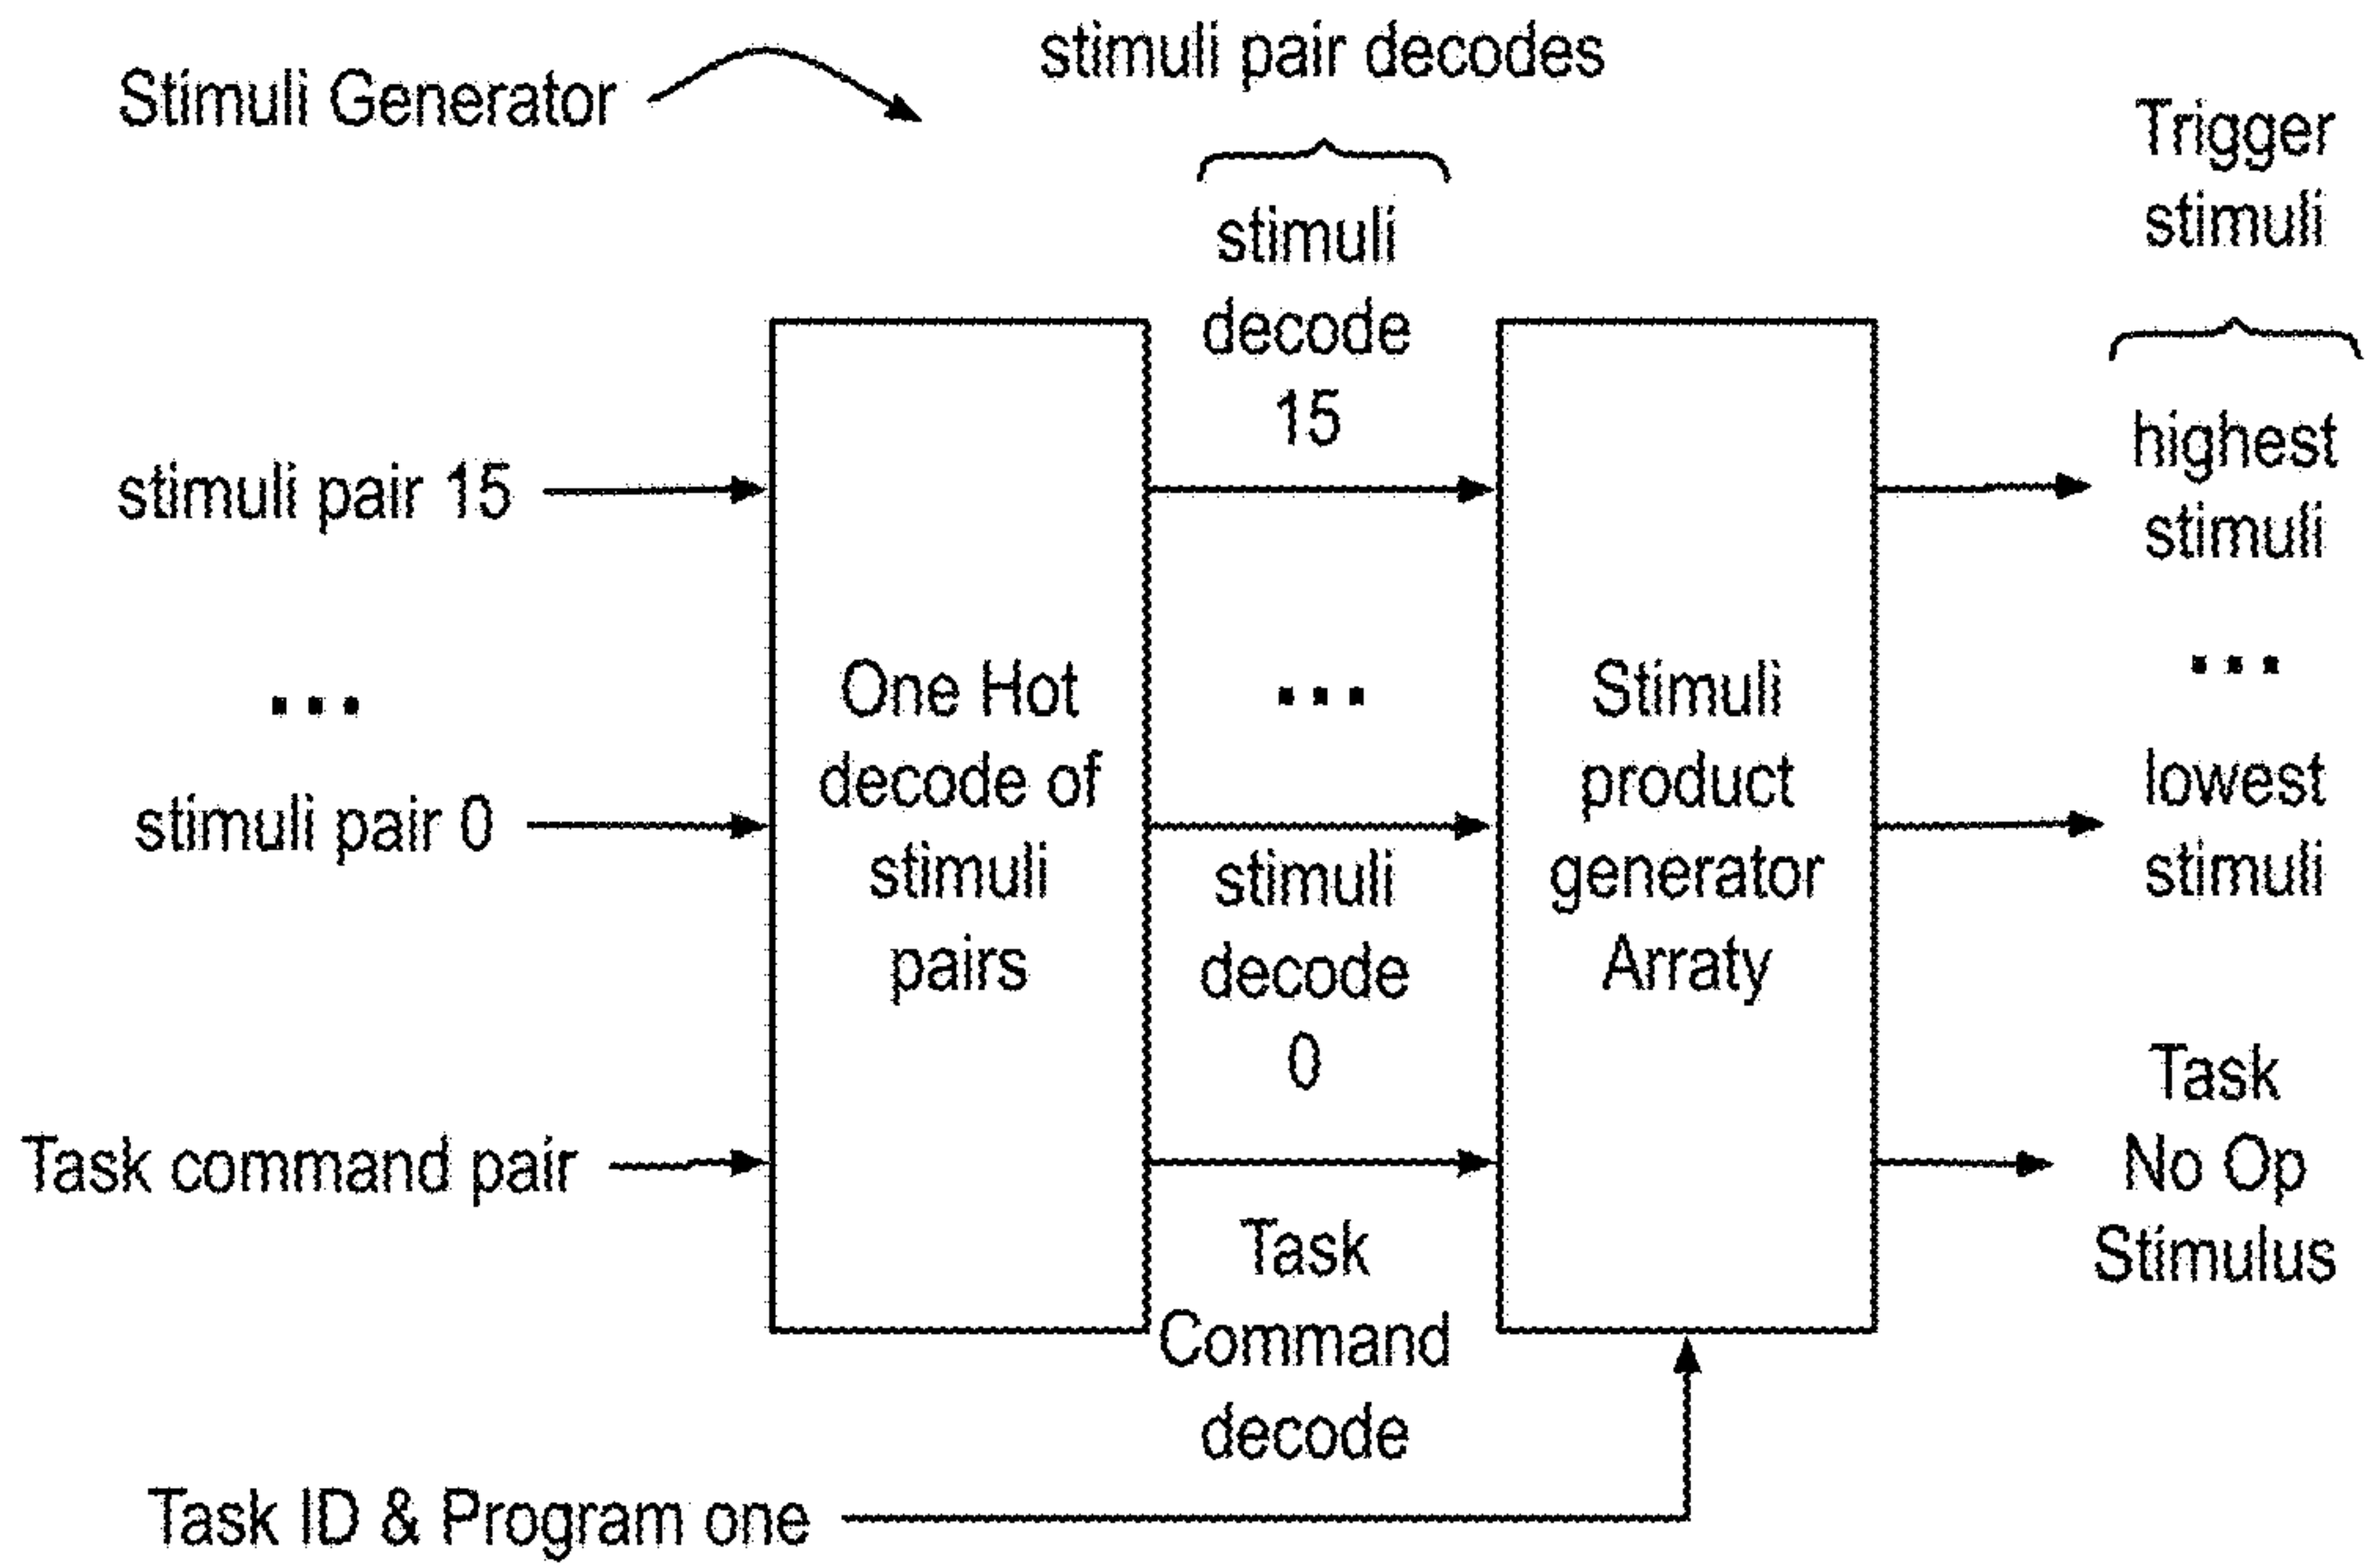 Stimuli Generator
stimuli pair decodes
Trigger
stimuli
stimuli
decode
15
highest
stimuli
stimuli pair 15
...
stimuli pair 0
Task command pair
One Hot
decode of
stimuli
pairs
...
stimuli
decode
0
Task
Command
decode
Stimuli
product
generator
Arraty
...
lowest
stimuli
Task
No Op
Stimulus
Task ID & Program one